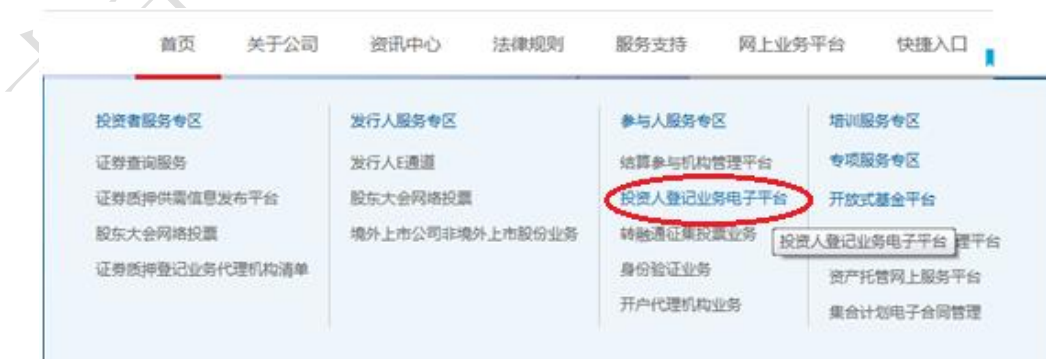 首页 关于公司 资讯中心 法律规则 服务支持 网上业务平台 快捷入口
投资者服务专区
证券查询服务
证券质押供需信息发布平台
股东大会网络投票
证券质押登记业务代理机构清单
发行人服务专区
发行人E通道
股东大会网络投票
境外上市公司非境外上市股份业务
参与人服务专区
结算参与机构管理平台
投资人登记业务电子平台
转融通征集投票业务
身份验证业务
开户代理机构业务
培训服务专区
专项服务专区
开放式基金平台
投资人登记业务电子平台
理平台
资产托管网上服务平台
集合计划电子合同管理